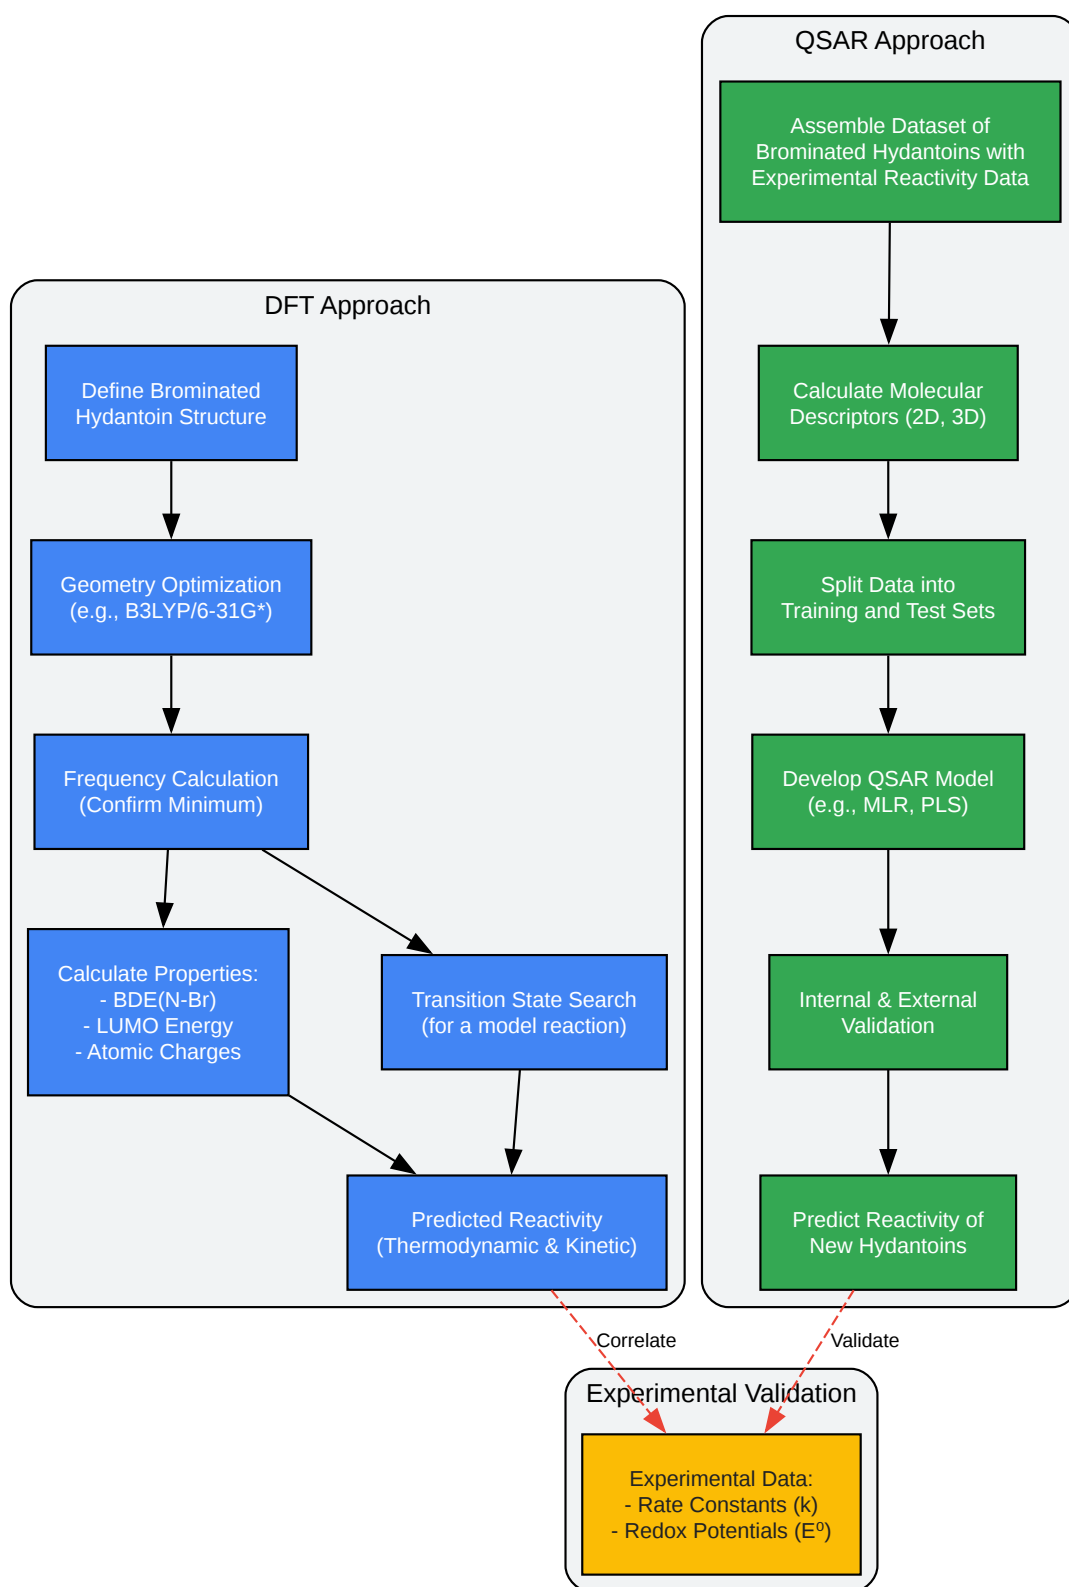 QSAR Approach
Assemble Dataset of
Brominated Hydantoins with
Experimental Reactivity Data
Calculate Molecular
Descriptors (2D, 3D)
Split Data into
Training and Test Sets
Develop QSAR Model
(e.g., MLR, PLS)
Internal & External
Validation
Predict Reactivity of
New Hydantoins
DFT Approach
Define Brominated
Hydantoin Structure
Geometry Optimization
(e.g., B3LYP/6-31G*)
Frequency Calculation
(Confirm Minimum)
Calculate Properties:
- BDE(N-Br)
- LUMO Energy
- Atomic Charges
Transition State Search
(for a model reaction)
Predicted Reactivity
(Thermodynamic & Kinetic)
Correlate
Validate
Experimental Validation
Experimental Data:
- Rate Constants (k)
- Redox Potentials (E⁰)